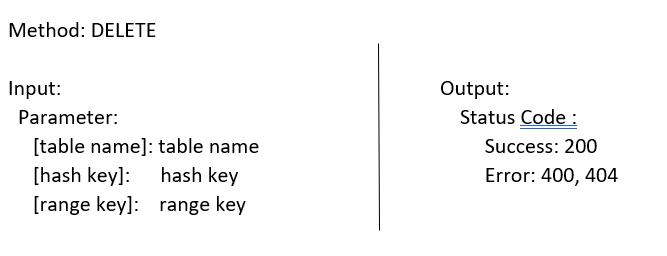 Method: DELETE
Input:
Parameter:
[table name]: table name
[hash key]: hash key
[range key]: range key
Output:
Status Code :
Success: 200
Error: 400, 404